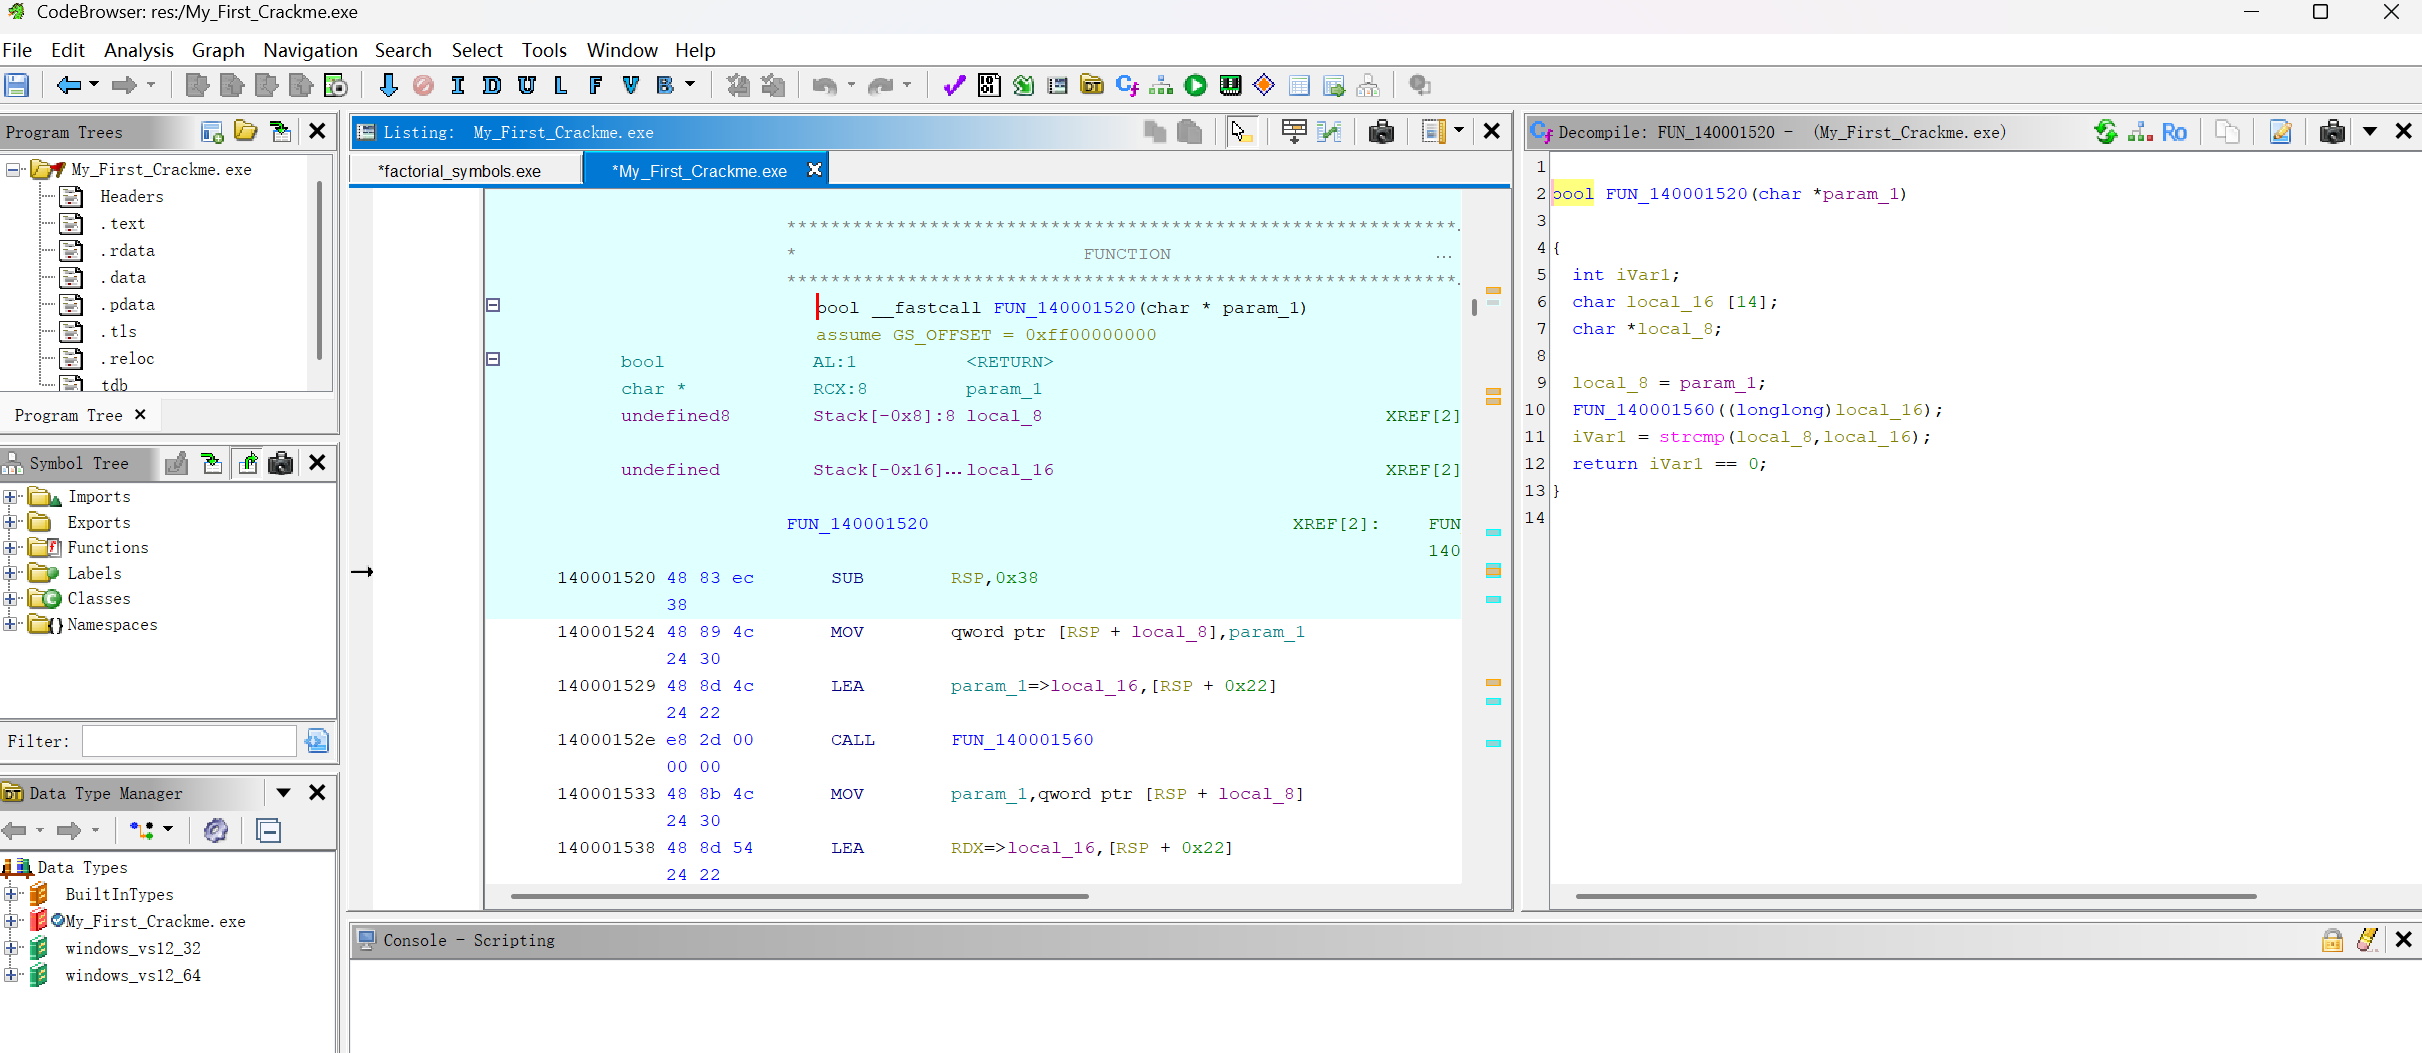 CodeBrowser: res:/My_First_Crackme.exe
File Edit Analysis Graph Navigation Search Select Tools Window Help
I D U L F V B
Program Trees
My_First_Crackme.exe
Headers
.text
.rdata
.data
.pdata
.tls
.reloc
tdb
Program Tree
Symbol Tree
Imports
Exports
Functions
Labels
Classes
Namespaces
Filter:
Data Type Manager
Data Types
BuiltInTypes
My_First_Crackme.exe
windows_vs12_32
windows_vs12_64
Listing: My_First_Crackme.exe
*factorial_symbols.exe
*My_First_Crackme.exe
* FUNCTION ...
bool __fastcall FUN_140001520(char * param_1)
assume GS_OFFSET = 0xff00000000
bool AL:1 <RETURN>
char * RCX:8 param_1
undefined8 Stack[-0x8]:8 local_8 XREF[2]
undefined Stack[-0x16]... local_16 XREF[2]
FUN_140001520 XREF[2]: FUN
140
140001520 48 83 ec SUB RSP,0x38
38
140001524 48 89 4c MOV qword ptr [RSP + local_8],param_1
24 30
140001529 48 8d 4c LEA param_1=>local_16,[RSP + 0x22]
24 22
14000152e e8 2d 00 CALL FUN_140001560
00 00
140001533 48 8b 4c MOV param_1,qword ptr [RSP + local_8]
24 30
140001538 48 8d 54 LEA RDX=>local_16,[RSP + 0x22]
24 22
Decompile: FUN_140001520 - (My_First_Crackme.exe)
Ro
1
2 bool FUN_140001520(char *param_1)
3
4 {
5 int iVar1;
6 char local_16 [14];
7 char *local_8;
8
9 local_8 = param_1;
10 FUN_140001560((longlong)local_16);
11 iVar1 = strcmp(local_8,local_16);
12 return iVar1 == 0;
13 }
14
Console - Scripting